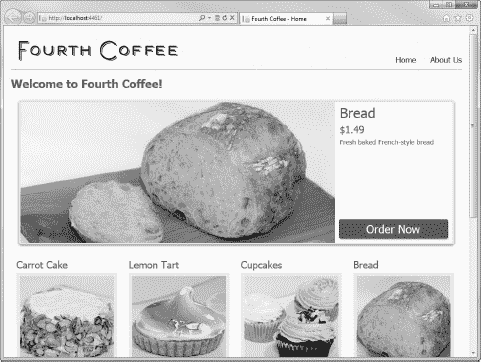 http://localhost:4461/
Fourth Coffee - Home
FOURTH COFFEE
Home About Us
Welcome to Fourth Coffee!
Bread
$1.49
Fresh baked French-style bread
Order Now
Carrot Cake Lemon Tart Cupcakes Bread